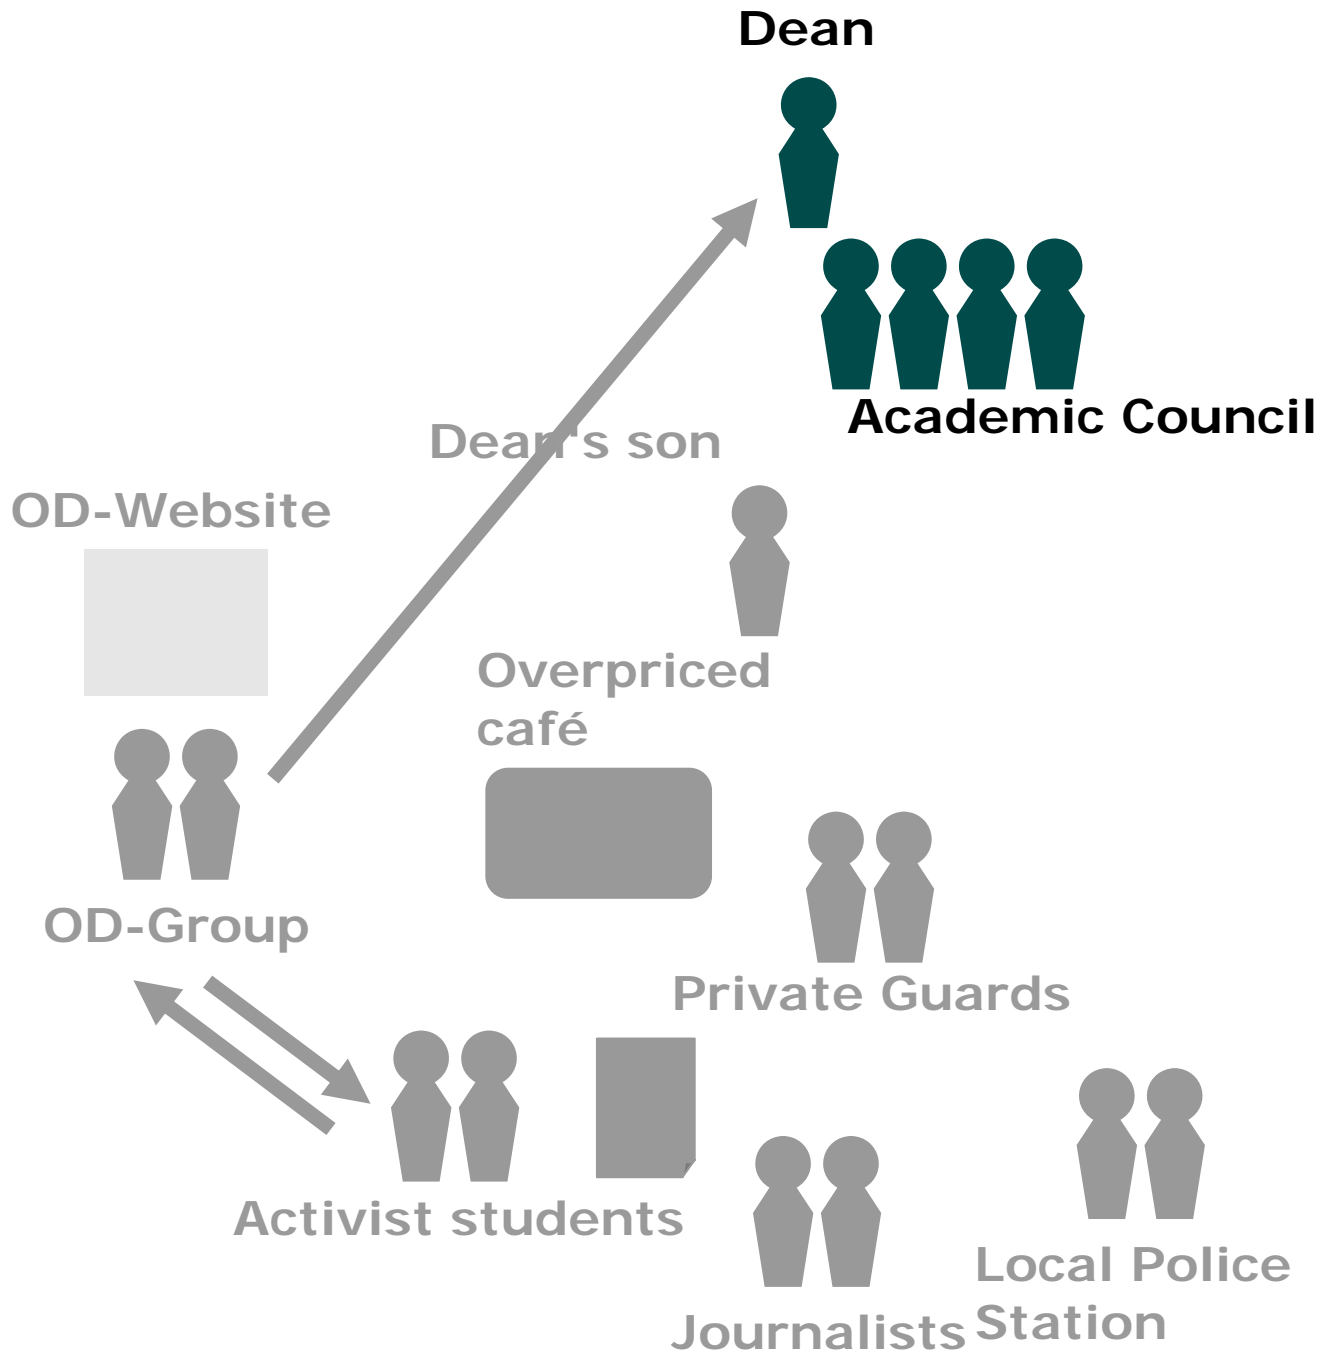 Dean
Academic Council
Dean's son
OD-Website
Overpriced
café
OD-Group
Private Guards
Activist students
Local Police
Station
Journalists